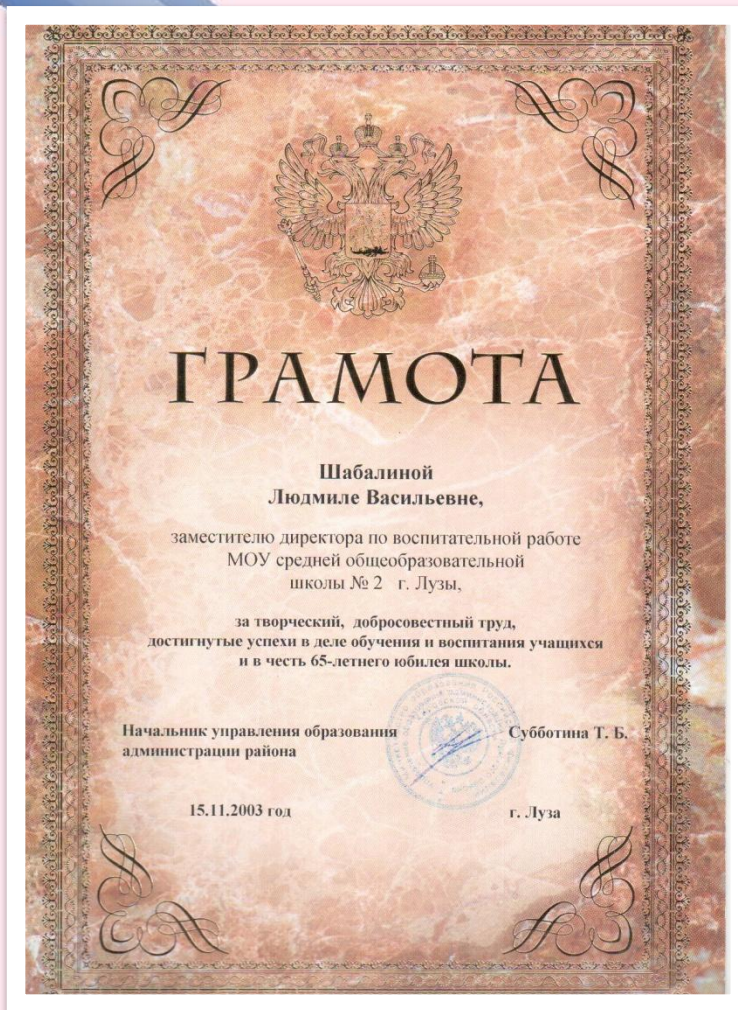 ГРАМОТА
Шабалиной
Людмиле Васильевне,
заместителю директора по воспитательной работе
МОУ средней общеобразовательной
школы № 2 г. Лузы,
за творческий, добросовестный труд,
достигнутые успехи в деле обучения и воспитания учащихся
и в честь 65-летнего юбилея школы.
Начальник управления образования Субботина Т. Б.
администрации района
15.11.2003 год г. Луза